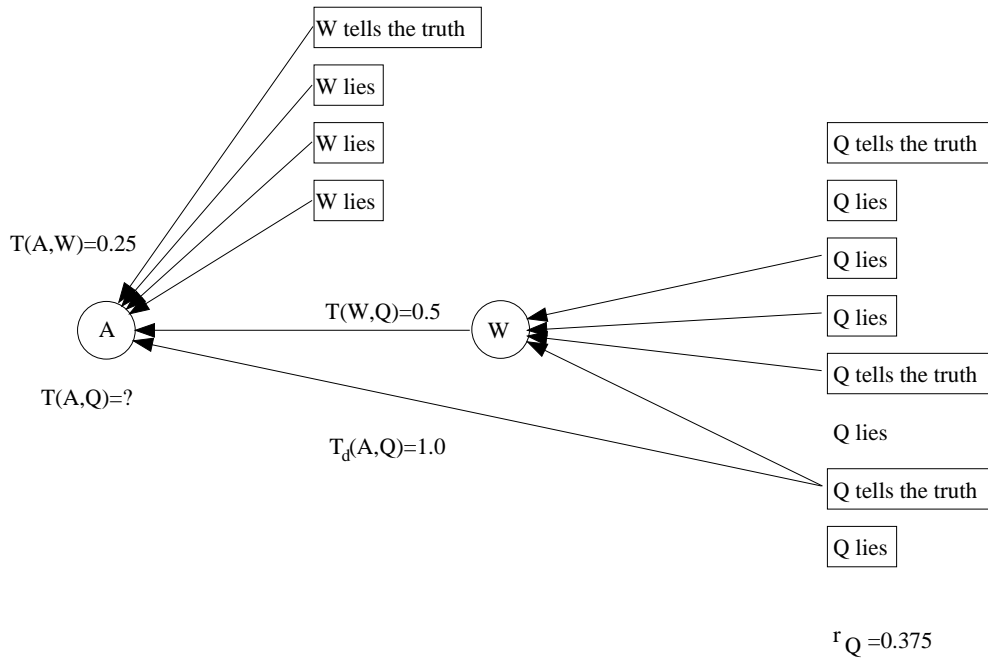 W tells the truth
W lies
W lies
W lies
T(A,W)=0.25
A
T(A,Q)=?
T(W,Q)=0.5
W
T_d(A,Q)=1.0
Q tells the truth
Q lies
Q lies
Q lies
Q tells the truth
Q lies
Q tells the truth
Q lies
r_Q =0.375